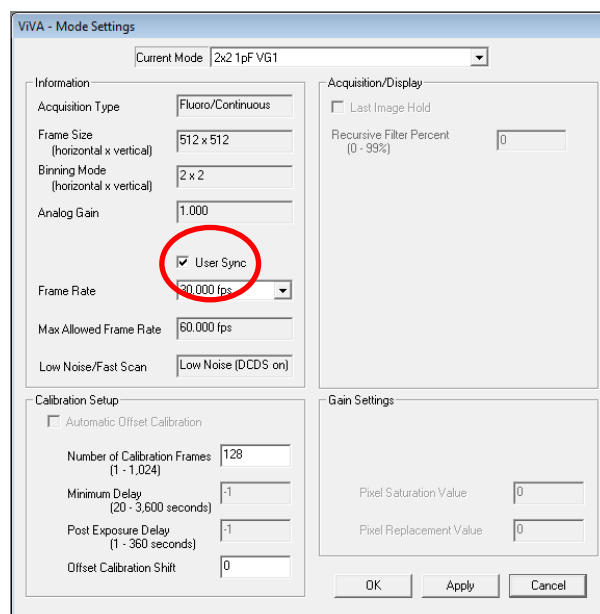 ViVA - Mode Settings
Current Mode 2x2 1pF VG1
Information
Acquisition Type Fluoro/Continuous
Frame Size 512 x 512
(horizontal x vertical)
Binning Mode 2 x 2
(horizontal x vertical)
Analog Gain 1.000
User Sync
Frame Rate 30.000 fps
Max Allowed Frame Rate 60.000 fps
Low Noise/Fast Scan Low Noise (DCDS on)
Acquisition/Display
Last Image Hold
Recursive Filter Percent 0
(0 - 99%)
Calibration Setup
Automatic Offset Calibration
Number of Calibration Frames 128
(1 - 1,024)
Minimum Delay -1
(20 - 3,600 seconds)
Post Exposure Delay -1
(1 - 360 seconds)
Offset Calibration Shift 0
Gain Settings
Pixel Saturation Value 0
Pixel Replacement Value 0
OK Apply Cancel